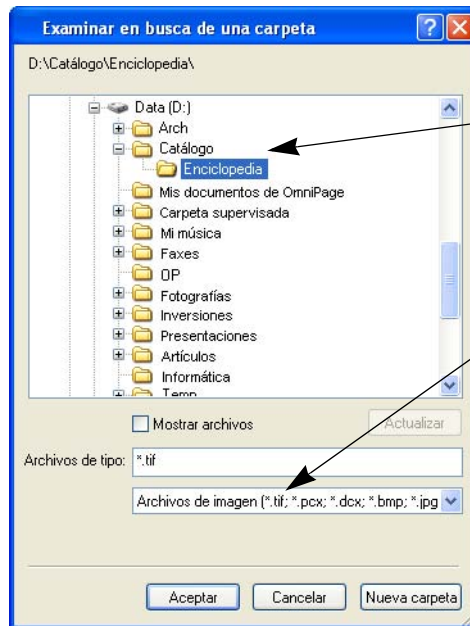 Examinar en busca de una carpeta
D:\Catálogo\Enciclopedia\
Data (D:)
Arch
Catálogo
Enciclopedia
Mis documentos de OmniPage
Carpeta supervisada
Mi música
Faxes
OP
Fotografías
Inversiones
Presentaciones
Artículos
Informática
Temp
Mostrar archivos
Actualizar
Archivos de tipo: *.tif
Archivos de imagen (*.tif; *.pcx; *.dcx; *.bmp; *.jpg
Aceptar Cancelar Nueva carpeta